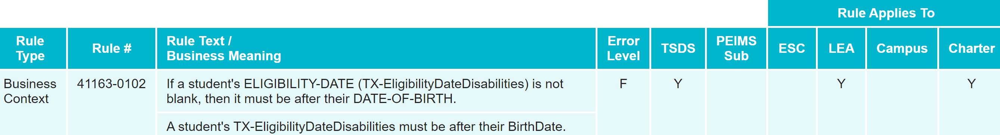 Rule Applies To
Rule Type
Rule #
Rule Text /
Business Meaning
Error Level
TSDS
PEIMS Sub
ESC
LEA
Campus
Charter
Business Context
41163-0102
If a student's ELIGIBILITY-DATE (TX-EligibilityDateDisabilities) is not
blank, then it must be after their DATE-OF-BIRTH.
F
Y
Y
Y
A student's TX-EligibilityDateDisabilities must be after their BirthDate.